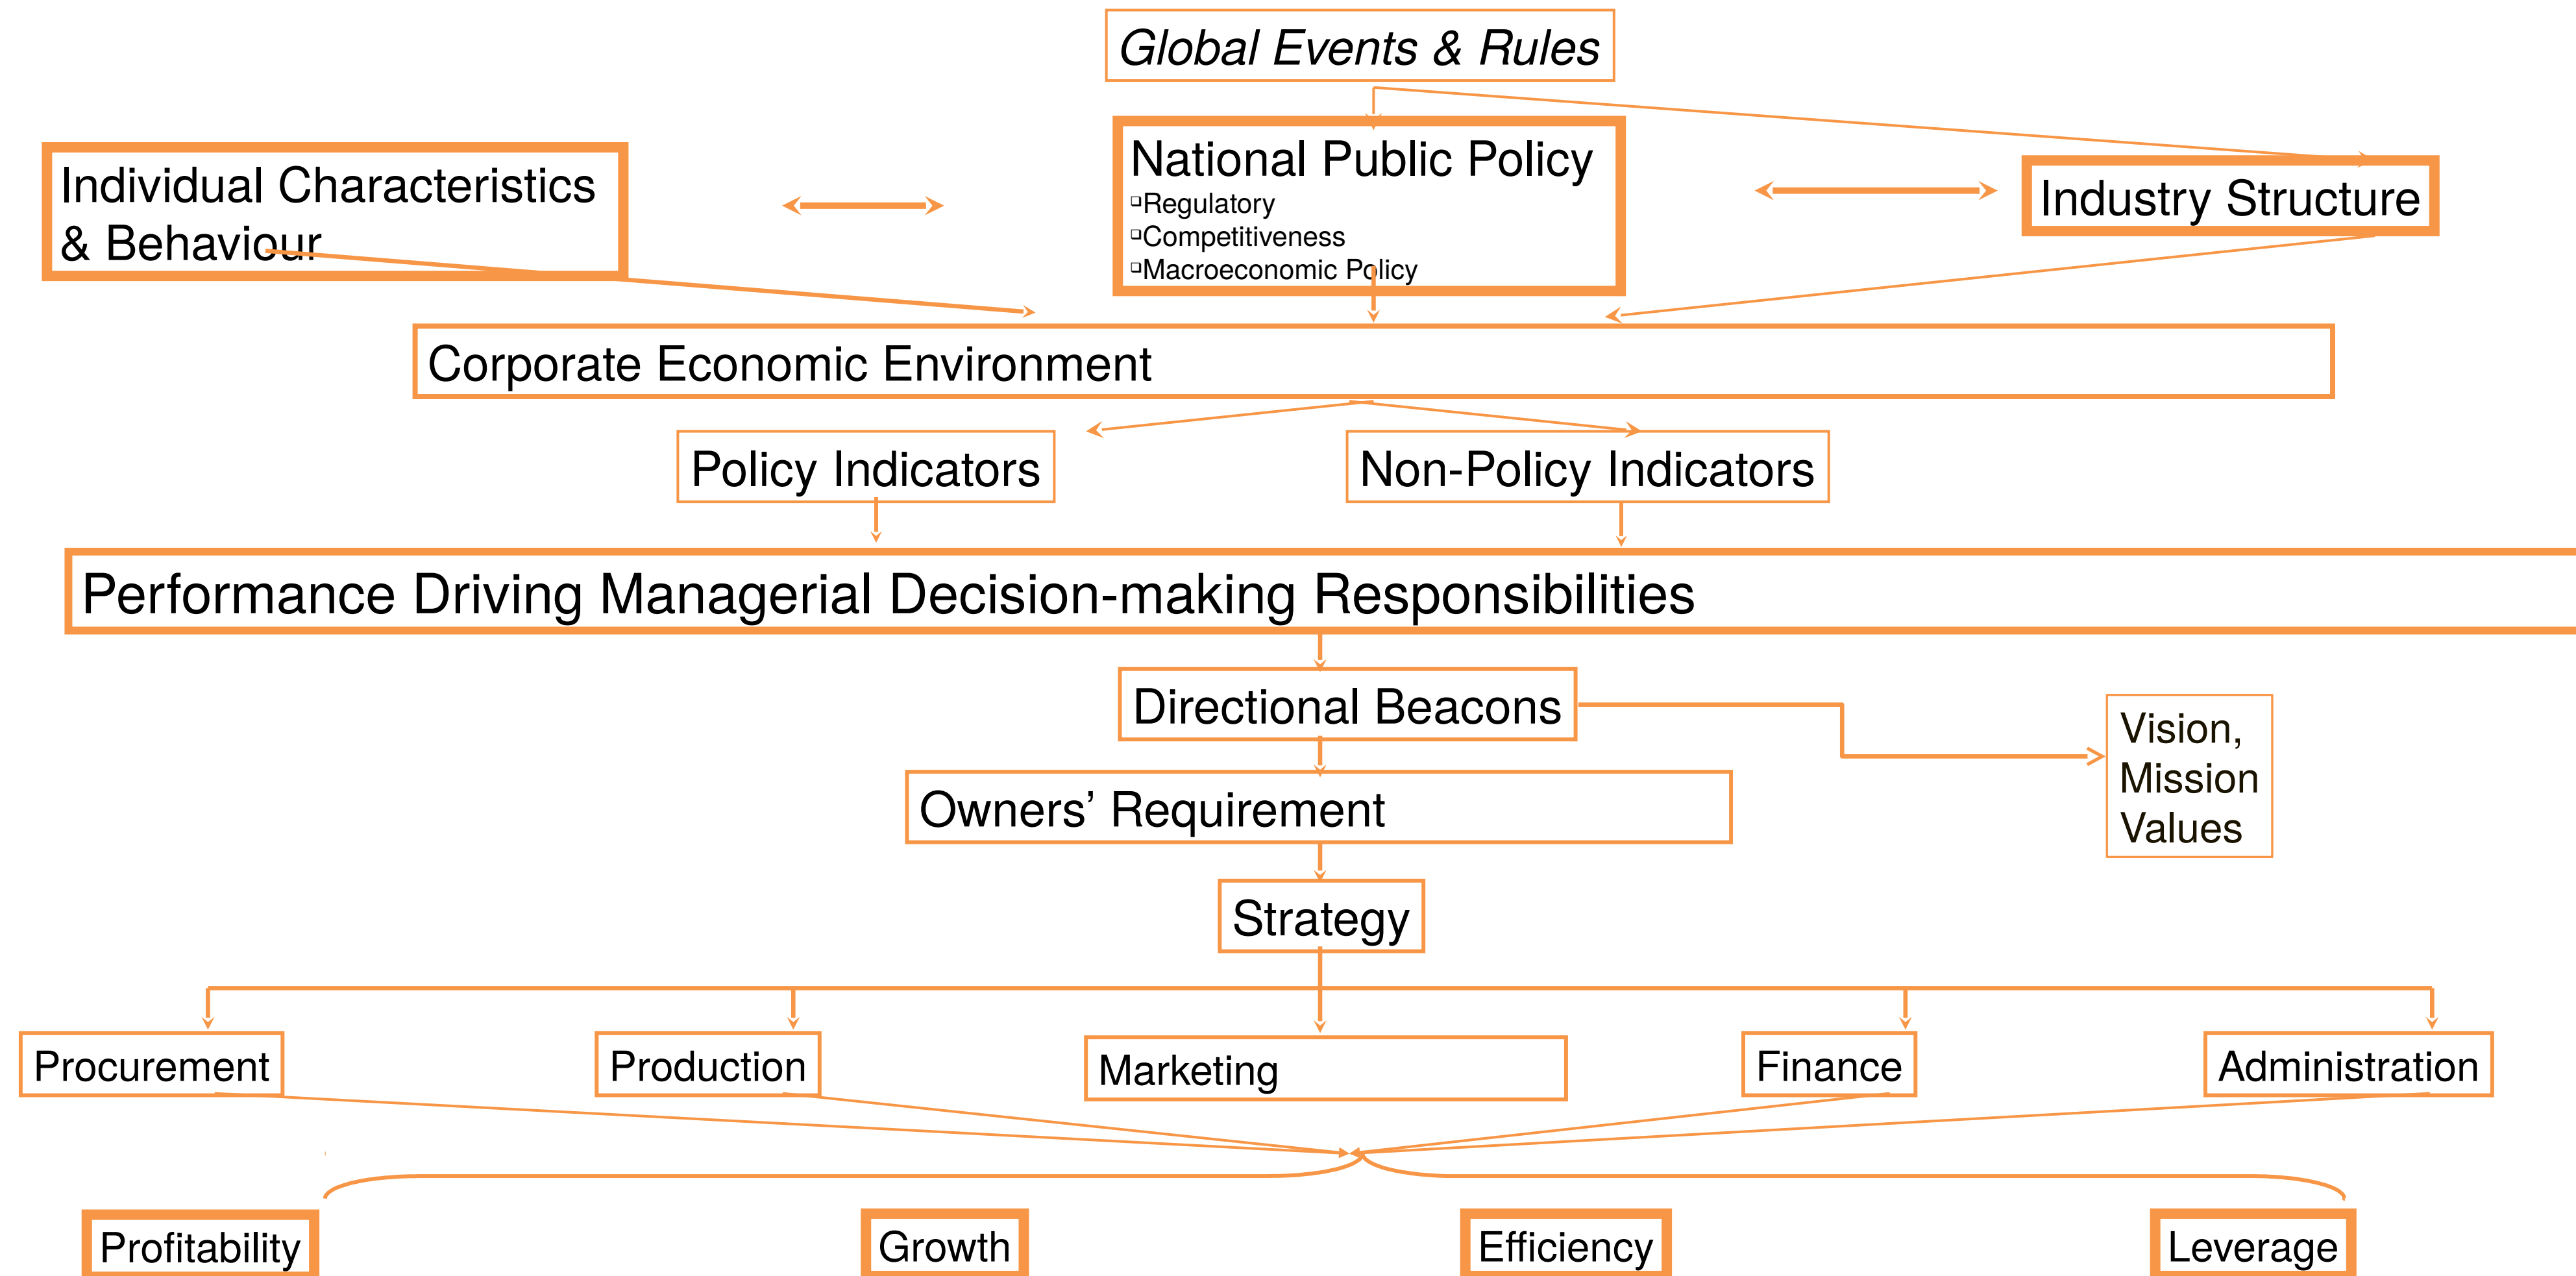 Global Events & Rules
Individual Characteristics
& Behaviour
National Public Policy
❑Regulatory
❑Competitiveness
❑Macroeconomic Policy
Industry Structure
Corporate Economic Environment
Policy Indicators
Non-Policy Indicators
Performance Driving Managerial Decision-making Responsibilities
Directional Beacons
Vision,
Mission
Values
Owners’ Requirement
Strategy
Procurement
Production
Marketing
Finance
Administration
Profitability
Growth
Efficiency
Leverage